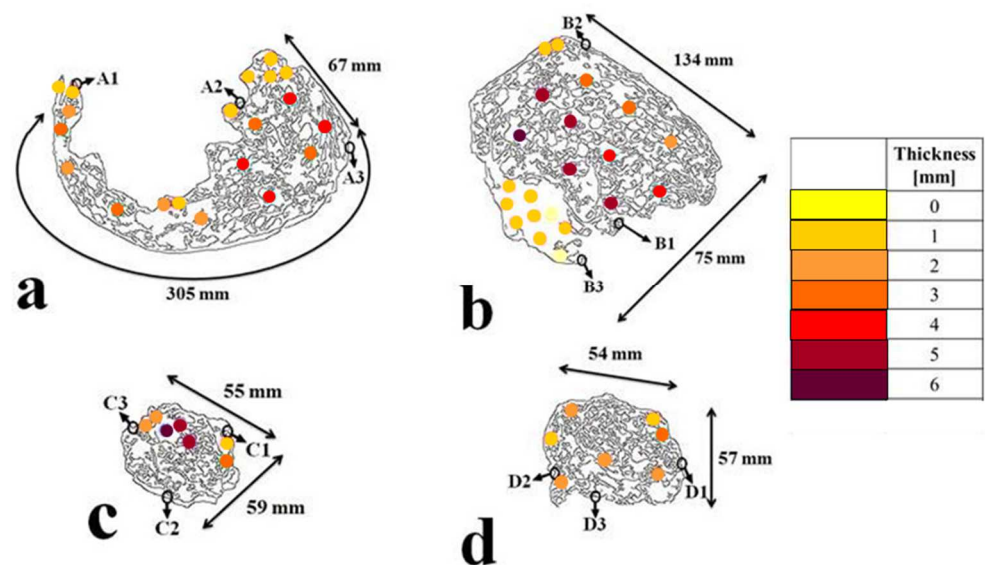 A1
A2
67 mm
A3
305 mm
a
B2
134 mm
B1
B3
75 mm
b
Thickness
[mm]
0
1
2
3
4
5
6
55 mm
C3
C1
C2
59 mm
c
54 mm
57 mm
D2
D1
D3
d